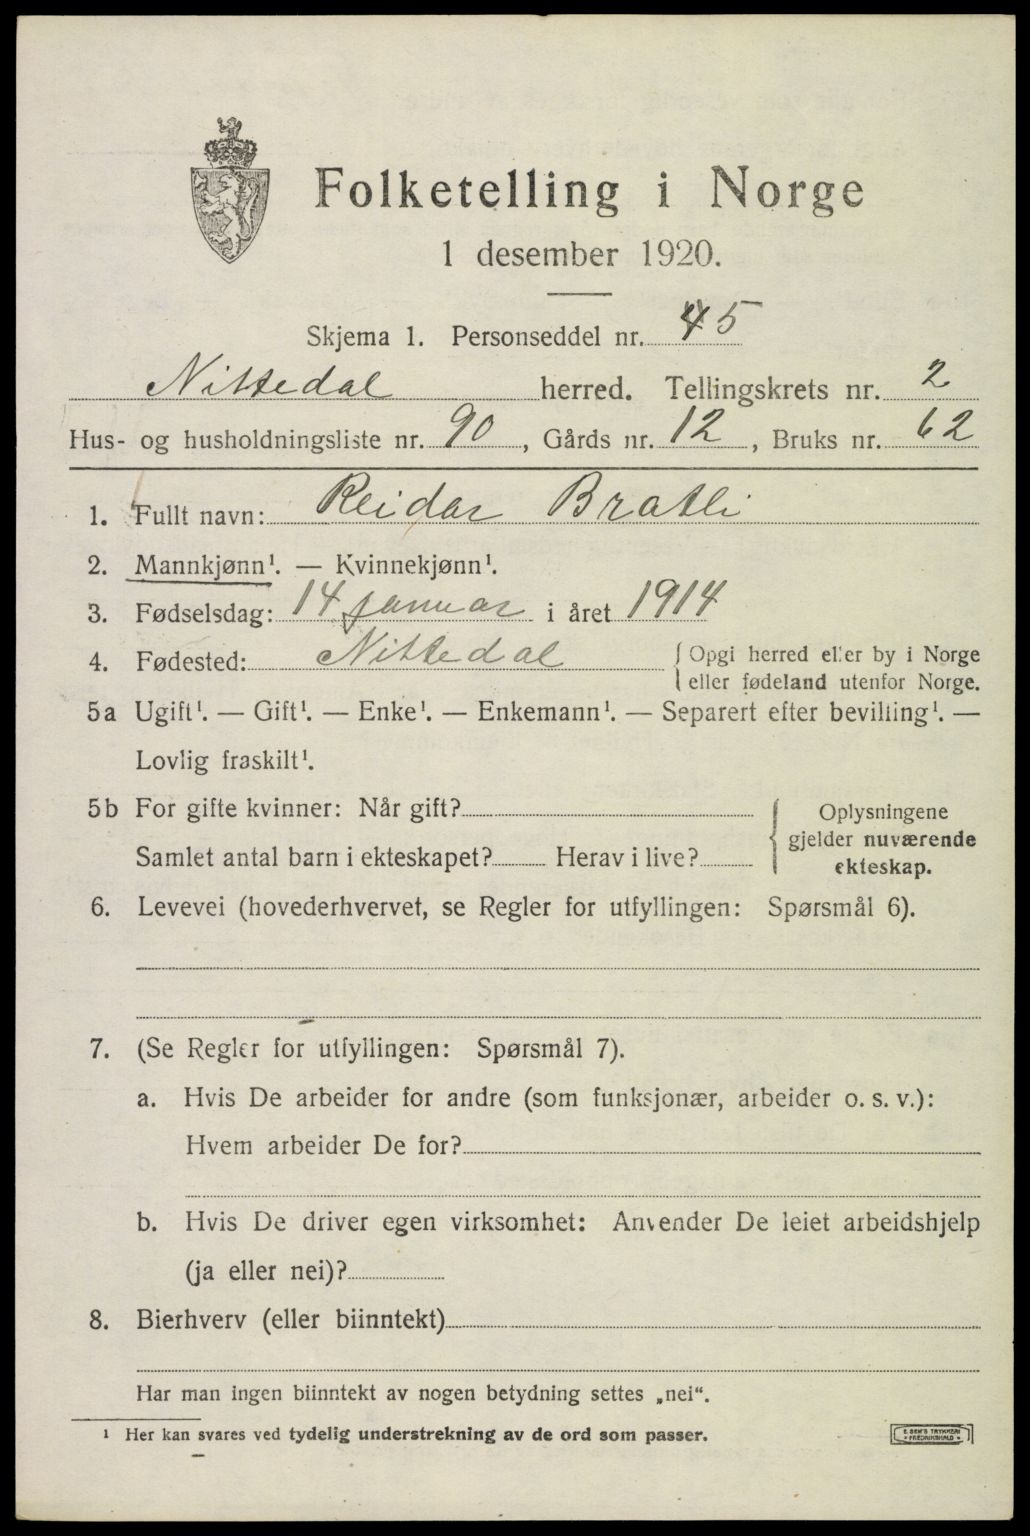 Folketelling i Norge
1 desember 1920.
Skjema 1. Personseddel nr. 45
Nittedal herred. Tellingskrets nr. 2
Hus- og husholdningsliste nr. 90, Gårds nr. 12, Bruks nr. 62
1. Fullt navn: Reidar Bratli
2. Mannkjønn¹. — Kvinnekjønn¹.
3. Fødselsdag: 14 januar i året 1914
4. Fødested: Nittedal { Opgi herred eller by i Norge
eller fødeland utenfor Norge.
5a Ugift¹. — Gift¹. — Enke¹. — Enkemann¹. — Separert efter bevilling¹. —
Lovlig fraskilt¹.
5b For gifte kvinner: Når gift?
Samlet antal barn i ekteskapet? Herav i live?
{ Oplysningene
gjelder nuværende
ekteskap.
6. Levevei (hovederhvervet, se Regler for utfyllingen: Spørsmål 6).
7. (Se Regler for utfyllingen: Spørsmål 7).
a. Hvis De arbeider for andre (som funksjonær, arbeider o. s. v.):
Hvem arbeider De for?
b. Hvis De driver egen virksomhet: Anvender De leiet arbeidshjelp
(ja eller nei)?
8. Bierhverv (eller biinntekt)
Har man ingen biinntekt av nogen betydning settes „nei“.
¹ Her kan svares ved tydelig understrekning av de ord som passer.